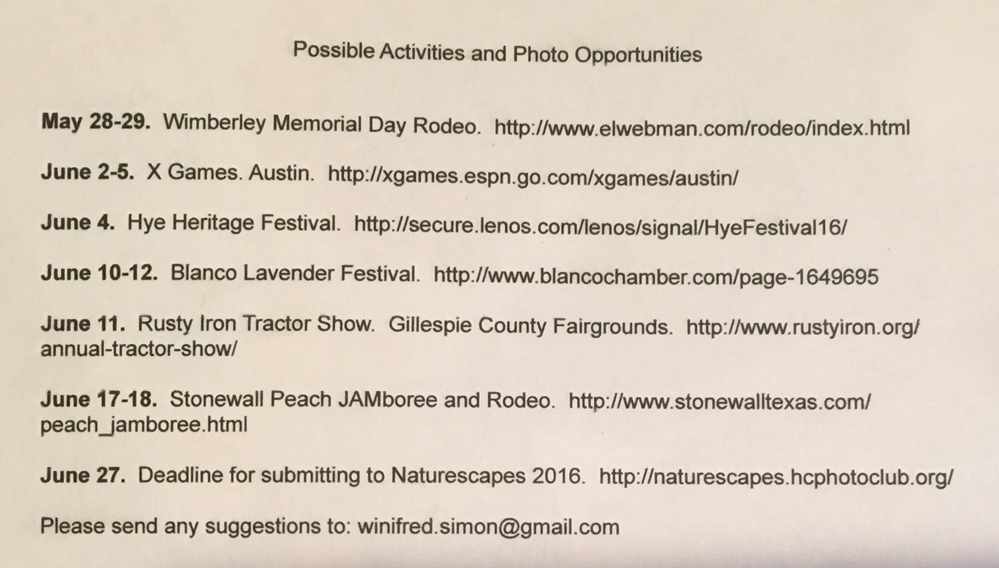 Possible Activities and Photo Opportunities
May 28-29. Wimberley Memorial Day Rodeo. http://www.elwebman.com/rodeo/index.html
June 2-5. X Games. Austin. http://xgames.espn.go.com/xgames/austin/
June 4. Hye Heritage Festival. http://secure.lenos.com/lenos/signal/HyeFestival16/
June 10-12. Blanco Lavender Festival. http://www.blancochamber.com/page-1649695
June 11. Rusty Iron Tractor Show. Gillespie County Fairgrounds. http://www.rustyiron.org/
annual-tractor-show/
June 17-18. Stonewall Peach JAMboree and Rodeo. http://www.stonewalltexas.com/
peach_jamboree.html
June 27. Deadline for submitting to Naturescapes 2016. http://naturescapes.hcphotoclub.org/
Please send any suggestions to: winifred.simon@gmail.com